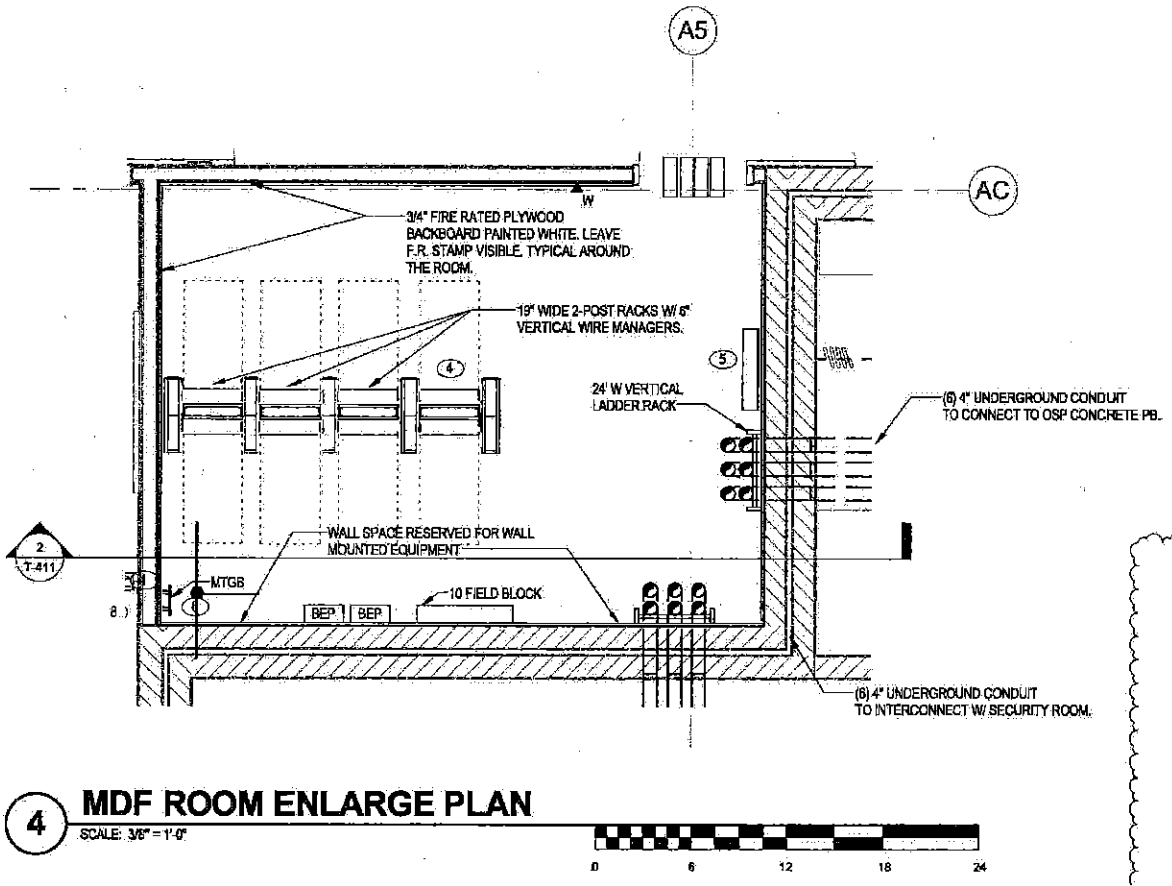 A5
AC
W
3/4" FIRE RATED PLYWOOD
BACKBOARD PAINTED WHITE. LEAVE
F.R. STAMP VISIBLE, TYPICAL AROUND
THE ROOM.
19" WIDE 2-POST RACKS W/ 6"
VERTICAL WIRE MANAGERS.
4
5
24' W VERTICAL
LADDER RACK
(6) 4" UNDERGROUND CONDUIT
TO CONNECT TO OSP CONCRETE PB.
WALL SPACE RESERVED FOR WALL
MOUNTED EQUIPMENT
2
T-411
MTGB
10 FIELD BLOCK
BEP
BEP
(6) 4" UNDERGROUND CONDUIT
TO INTERCONNECT W/ SECURITY ROOM.
4
MDF ROOM ENLARGE PLAN
SCALE: 3/8" = 1'-0"
0 6 12 18 24